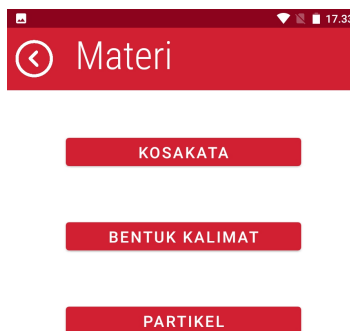 17.33
Materi
KOSAKATA
BENTUK KALIMAT
PARTIKEL